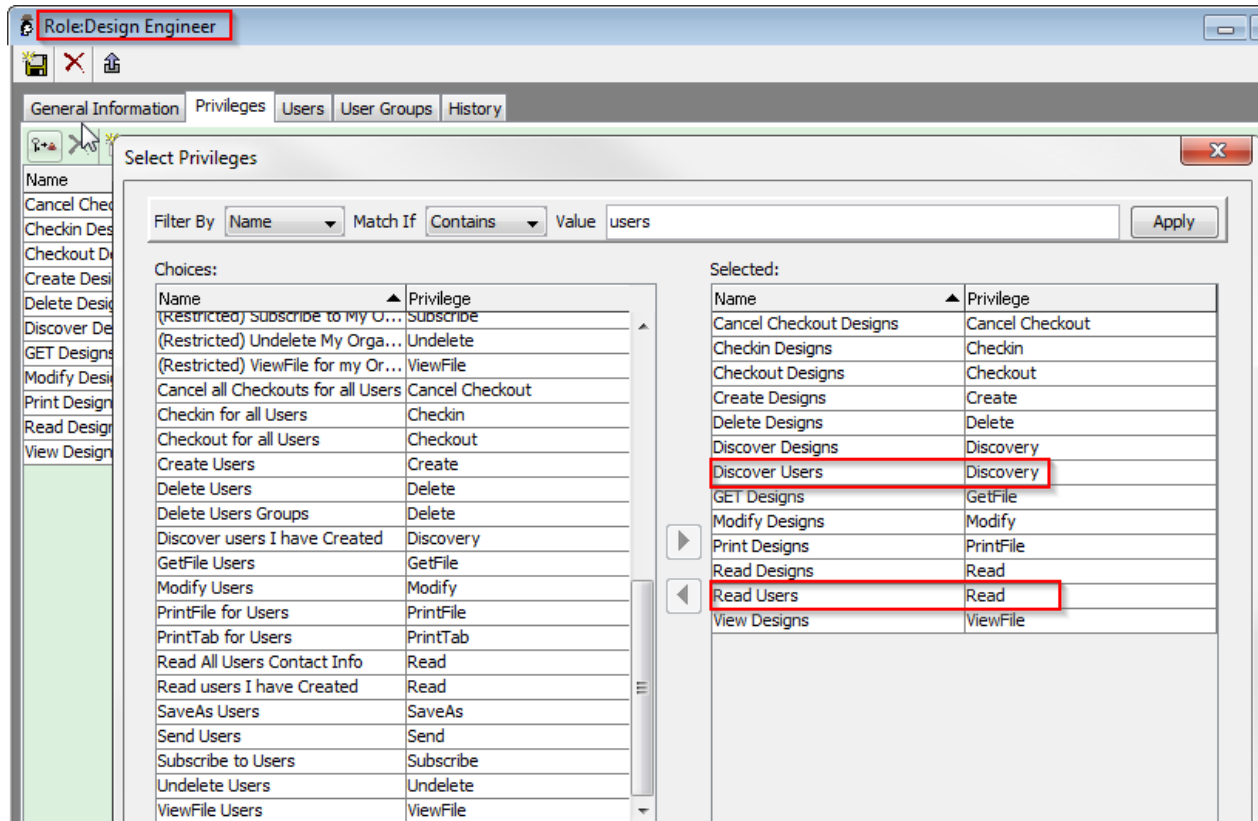 Role:Design Engineer
General Information Privileges Users User Groups History
Select Privileges
Name
Cancel Chec
Checkin Des
Checkout D
Create Desi
Delete Desig
Discover De
GET Designs
Modify Desi
Print Design
Read Design
View Design
Filter By Name Match If Contains Value users Apply
Choices:
Name Privilege
(Restricted) Subscribe to My O... Subscribe
(Restricted) Undelete My Orga... Undelete
(Restricted) ViewFile for my Or... ViewFile
Cancel all Checkouts for all Users Cancel Checkout
Checkin for all Users Checkin
Checkout for all Users Checkout
Create Users Create
Delete Users Delete
Delete Users Groups Delete
Discover users I have Created Discovery
GetFile Users GetFile
Modify Users Modify
PrintFile for Users PrintFile
PrintTab for Users PrintTab
Read All Users Contact Info Read
Read users I have Created Read
SaveAs Users SaveAs
Send Users Send
Subscribe to Users Subscribe
Undelete Users Undelete
ViewFile Users ViewFile
Selected:
Name Privilege
Cancel Checkout Designs Cancel Checkout
Checkin Designs Checkin
Checkout Designs Checkout
Create Designs Create
Delete Designs Delete
Discover Designs Discovery
Discover Users Discovery
GET Designs GetFile
Modify Designs Modify
Print Designs PrintFile
Read Designs Read
Read Users Read
View Designs ViewFile